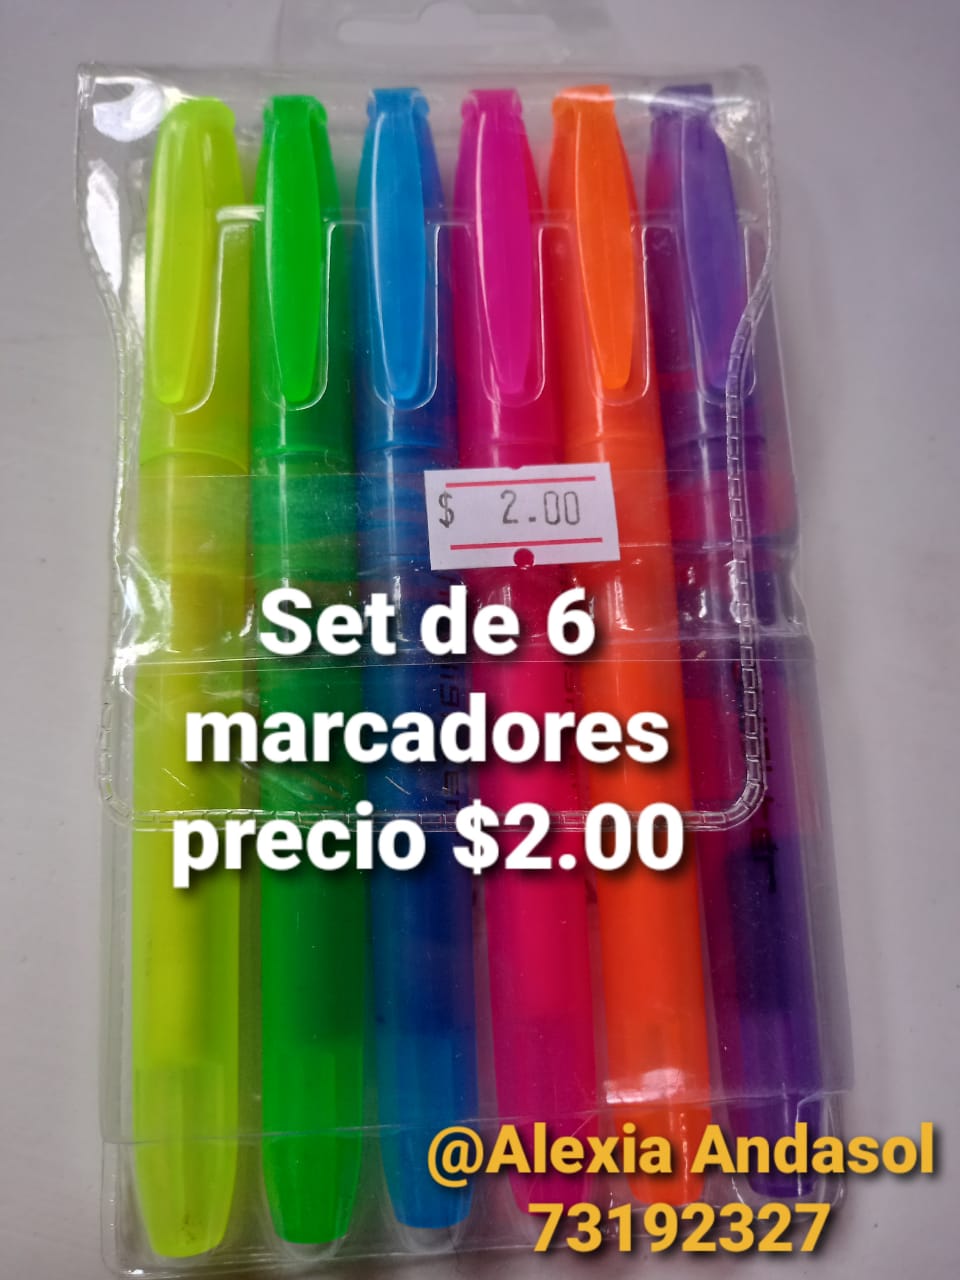 $ 2.00
Set de 6
marcadores
precio $2.00
@Alexia Andasol
73192327